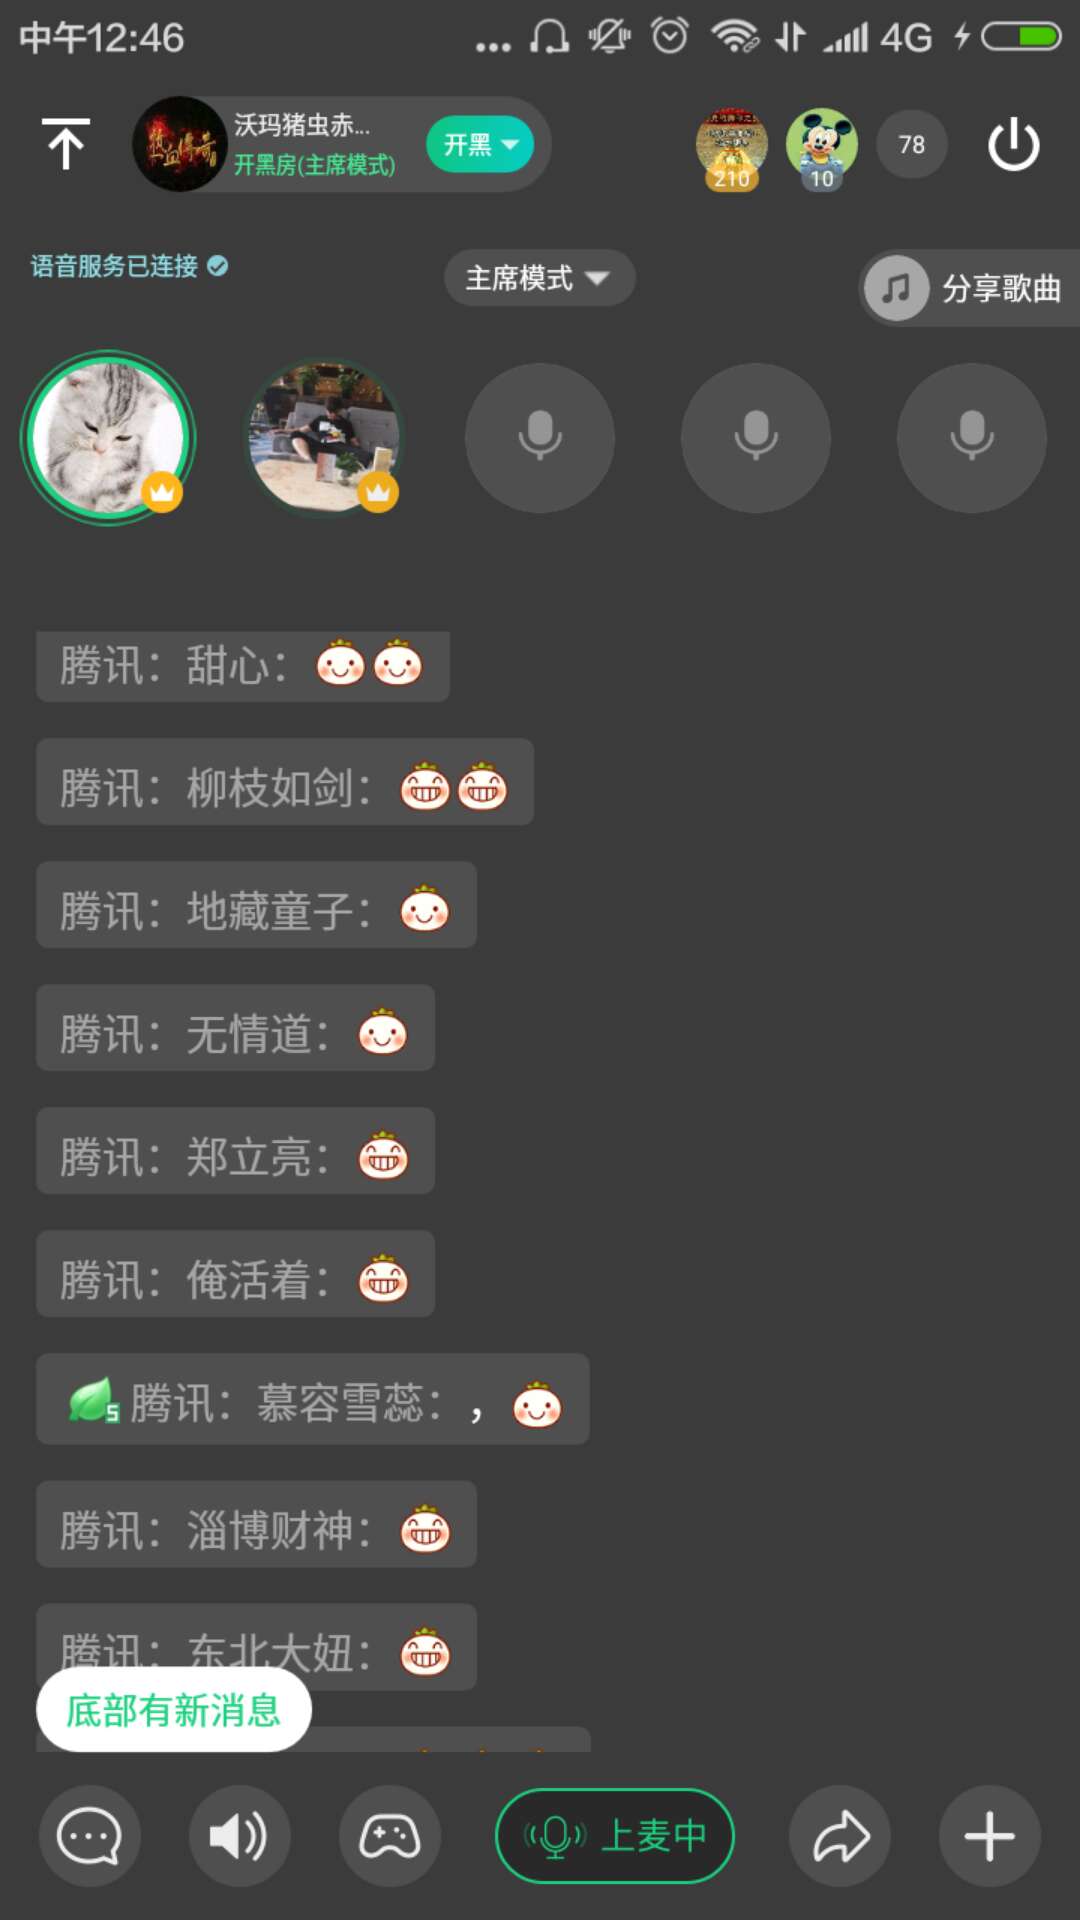 中午12:46
4G
沃玛猪虫赤...
开黑房(主席模式)
开黑
210
10
78
语音服务已连接
主席模式
分享歌曲
腾讯：甜心：
腾讯：柳枝如剑：
腾讯：地藏童子：
腾讯：无情道：
腾讯：郑立亮：
腾讯：俺活着：
5 腾讯：慕容雪蕊：，
腾讯：淄博财神：
腾讯：东北大妞：
底部有新消息
上麦中